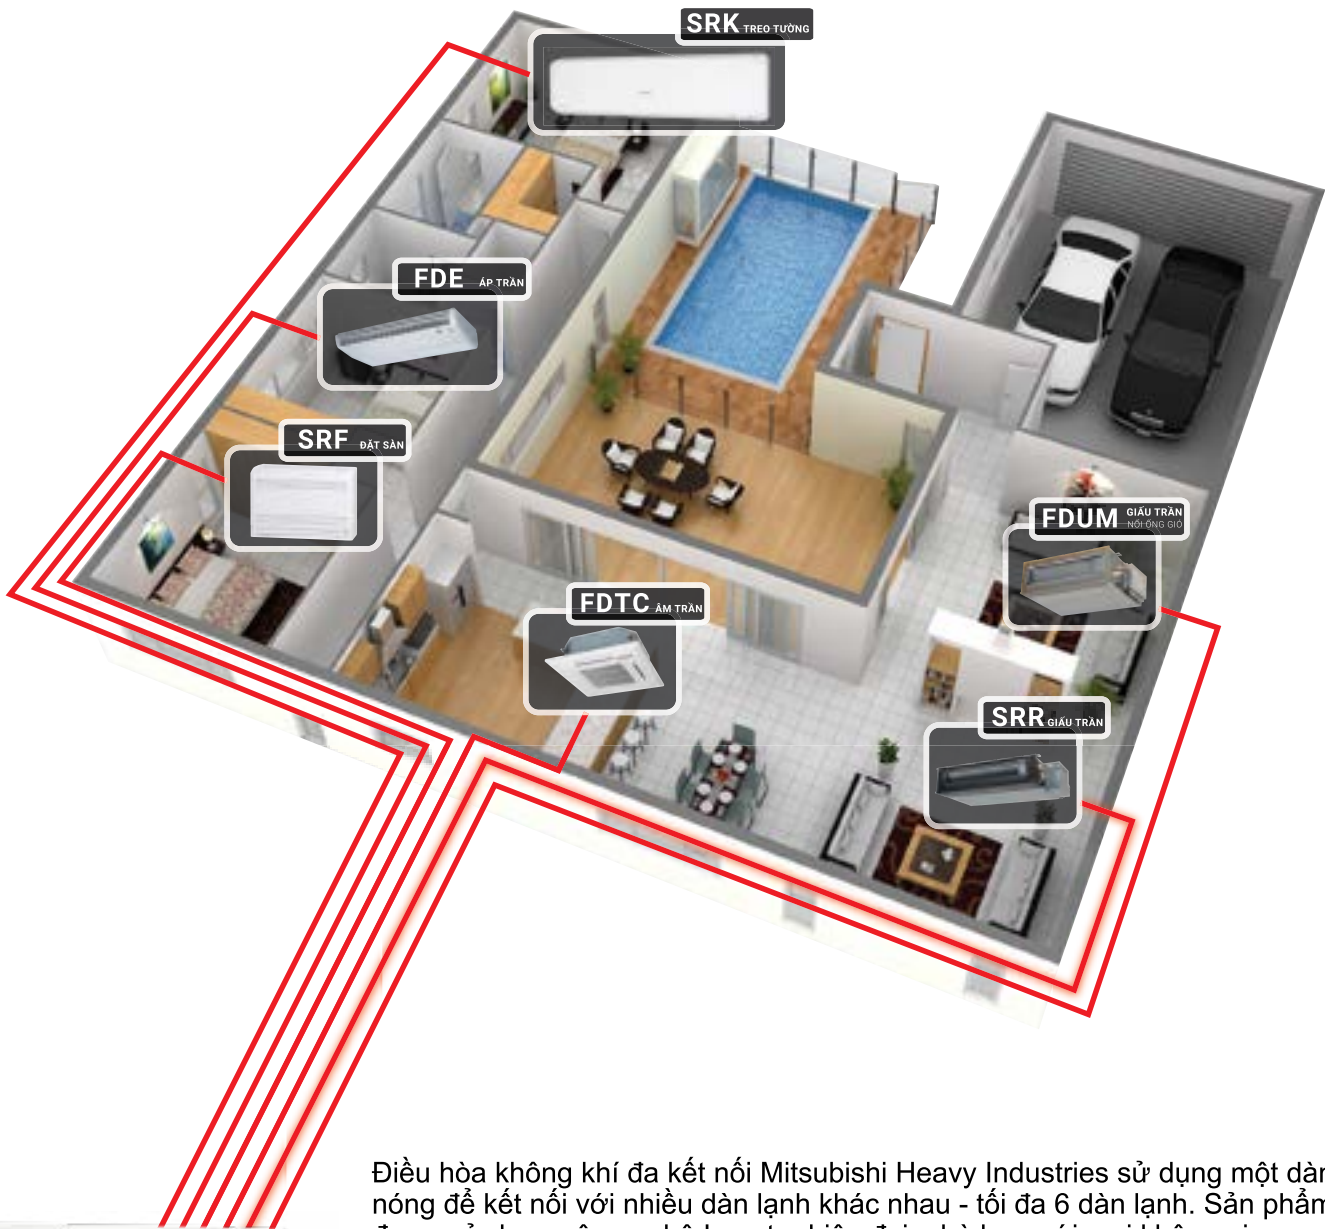 SRK TREO TƯỜNG
FDE ÁP TRẦN
SRF ĐẶT SÀN
FDUM GIẤU TRẦN
NỐI ỐNG GIÓ
FDTC ÂM TRẦN
SRR GIẤU TRẦN
Điều hòa không khí đa kết nối Mitsubishi Heavy Industries sử dụng một dàn
nóng để kết nối với nhiều dàn lạnh khác nhau - tối đa 6 dàn lạnh. Sản phẩm